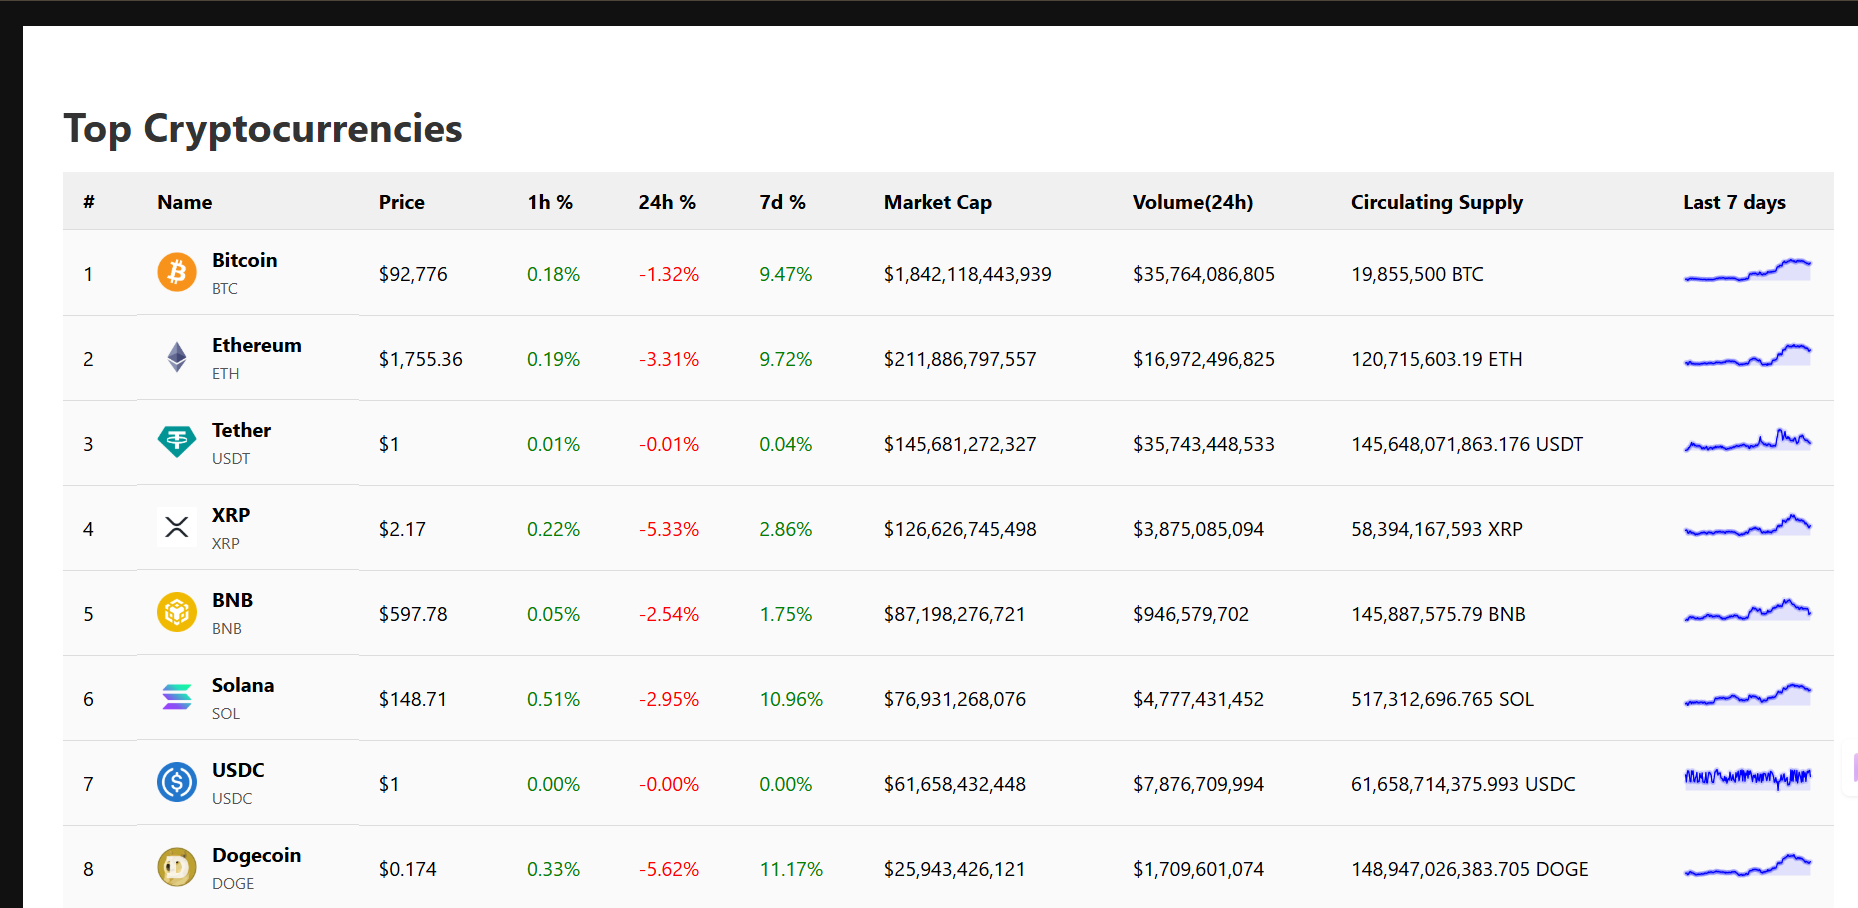 Top Cryptocurrencies
# Name Price 1h % 24h % 7d % Market Cap Volume(24h) Circulating Supply Last 7 days
1 Bitcoin $92,776 0.18% -1.32% 9.47% $1,842,118,443,939 $35,764,086,805 19,855,500 BTC
BTC
2 Ethereum $1,755.36 0.19% -3.31% 9.72% $211,886,797,557 $16,972,496,825 120,715,603.19 ETH
ETH
3 Tether $1 0.01% -0.01% 0.04% $145,681,272,327 $35,743,448,533 145,648,071,863.176 USDT
USDT
4 XRP $2.17 0.22% -5.33% 2.86% $126,626,745,498 $3,875,085,094 58,394,167,593 XRP
XRP
5 BNB $597.78 0.05% -2.54% 1.75% $87,198,276,721 $946,579,702 145,887,575.79 BNB
BNB
6 Solana $148.71 0.51% -2.95% 10.96% $76,931,268,076 $4,777,431,452 517,312,696.765 SOL
SOL
7 USDC $1 0.00% -0.00% 0.00% $61,658,432,448 $7,876,709,994 61,658,714,375.993 USDC
USDC
8 Dogecoin $0.174 0.33% -5.62% 11.17% $25,943,426,121 $1,709,601,074 148,947,026,383.705 DOGE
DOGE